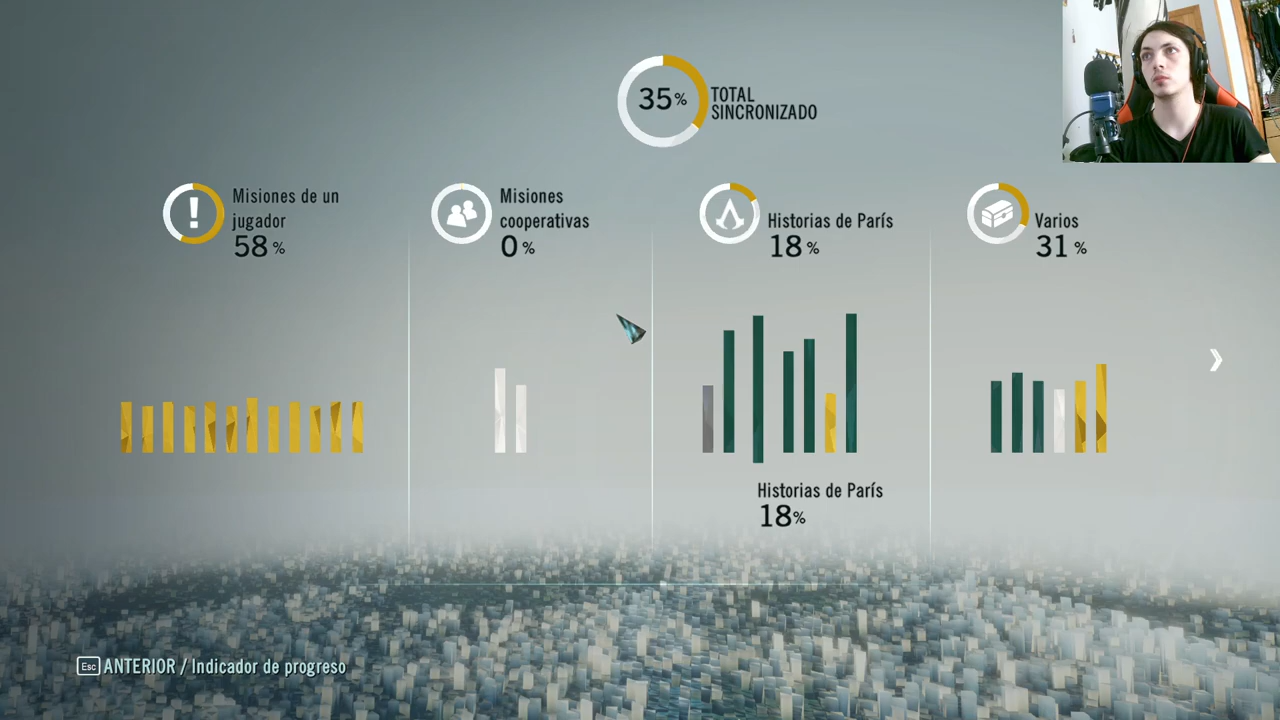 35%
TOTAL
SINCRONIZADO
Misiones de un
jugador
58 %
Misiones
cooperativas
0 %
Historias de París
18 %
Varios
31 %
Historias de París
18%
Esc ANTERIOR / Indicador de progreso